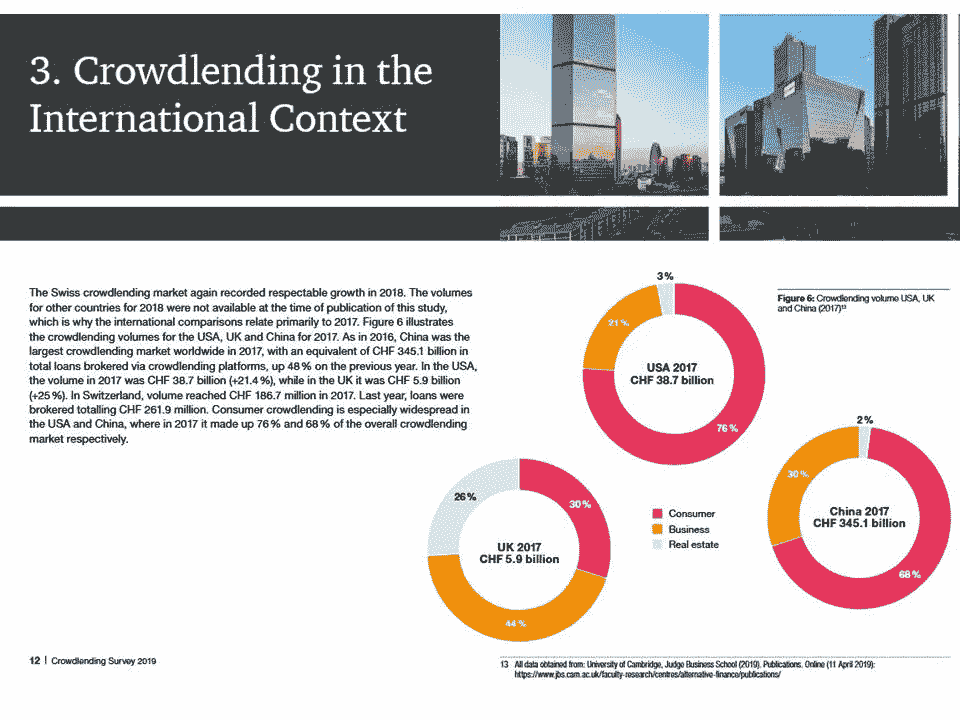 3. Crowdlending in the
International Context
The Swiss crowdlending market again recorded respectable growth in 2018. The volumes
for other countries for 2018 were not available at the time of publication of this study,
which is why the international comparisons relate primarily to 2017. Figure 6 illustrates
the crowdlending volumes for the USA, UK and China for 2017. As in 2016, China was the
largest crowdlending market worldwide in 2017, with an equivalent of CHF 345.1 billion in
total loans brokered via crowdlending platforms, up 48 % on the previous year. In the USA,
the volume in 2017 was CHF 38.7 billion (+21.4 %), while in the UK it was CHF 5.9 billion
(+25 %). In Switzerland, volume reached CHF 186.7 million in 2017. Last year, loans were
brokered totalling CHF 261.9 million. Consumer crowdlending is especially widespread in
the USA and China, where in 2017 it made up 76 % and 68 % of the overall crowdlending
market respectively.
Figure 6: Crowdlending volume USA, UK
and China (2017)¹³
3 %
21 %
USA 2017
CHF 38.7 billion
76 %
2 %
30 %
China 2017
CHF 345.1 billion
68 %
26 %
30 %
UK 2017
CHF 5.9 billion
44 %
Consumer
Business
Real estate
12 | Crowdlending Survey 2019
13 All data obtained from: University of Cambridge, Judge Business School (2019). Publications. Online (11 April 2019):
https://www.jbs.cam.ac.uk/faculty-research/centres/alternative-finance/publications/